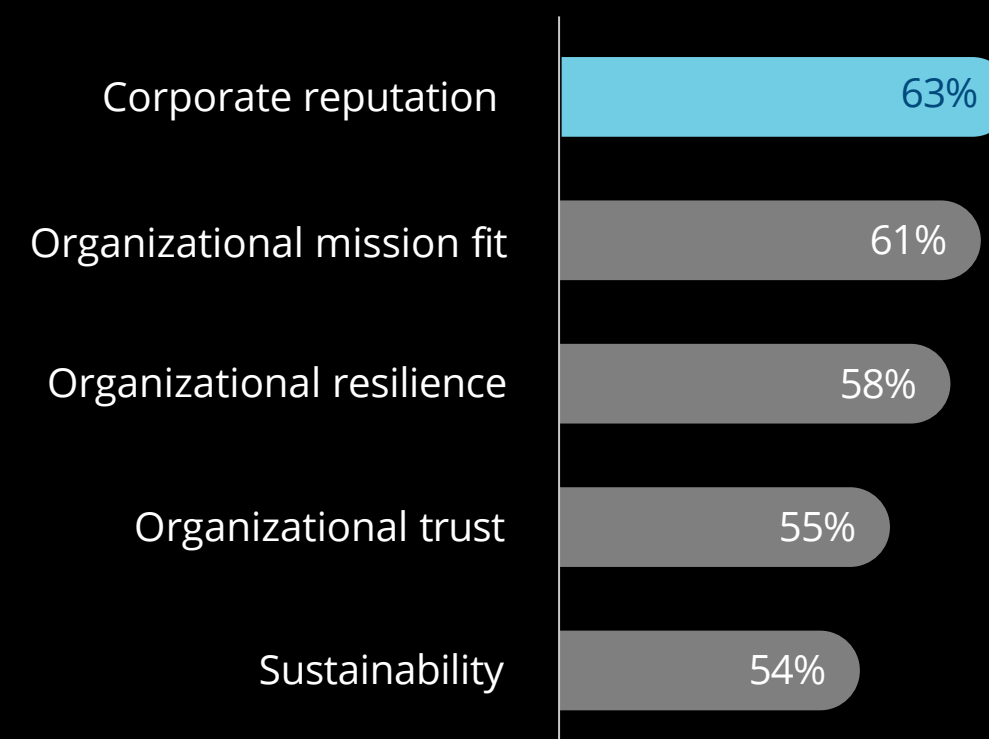 Corporate reputation 63%
Organizational mission fit 61%
Organizational resilience 58%
Organizational trust 55%
Sustainability 54%